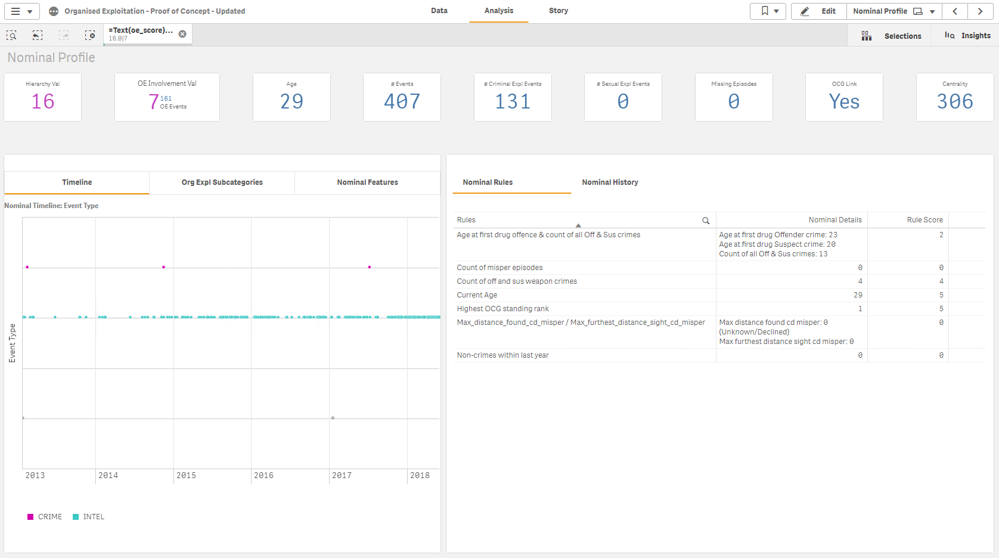 Organised Exploitation - Proof of Concept - Updated
Data
Analysis
Story
Edit
Nominal Profile
=Text(oe_score)...
16.0|7
Selections
Insights
Nominal Profile
Hierarchy Val
16
OE Involvement Val
7
161
OE Events
Age
29
# Events
407
# Criminal Expl Events
131
# Sexual Expl Events
0
Missing Episodes
0
OCG Link
Yes
Centrality
306
Timeline
Org Expl Subcategories
Nominal Features
Nominal Timeline: Event Type
Event Type
2013
2014
2015
2016
2017
2018
CRIME
INTEL
Nominal Rules
Nominal History
Rules
Nominal Details
Rule Score
Age at first drug offence & count of all Off & Sus crimes
Age at first drug Offender crime: 23
Age at first drug Suspect crime: 20
Count of all Off & Sus crimes: 13
2
Count of misper episodes
0
0
Count of off and sus weapon crimes
4
4
Current Age
29
5
Highest OCG standing rank
1
5
Max_distance_found_cd_misper / Max_furthest_distance_sight_cd_misper
Max distance found cd misper: 0
(Unknown/Declined)
Max furthest distance sight cd misper: 0
0
Non-crimes within last year
0
0